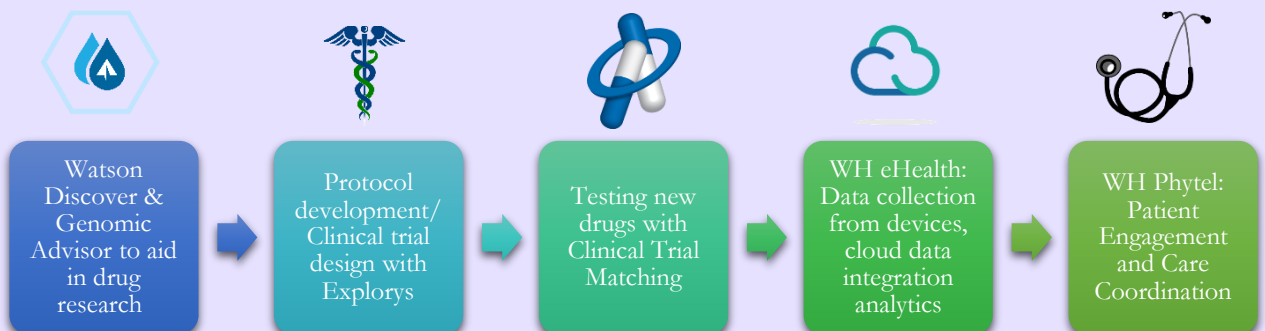 Watson
Discover &
Genomic
Advisor to aid
in drug
research
Protocol
development/
Clinical trial
design with
Explorys
Testing new
drugs with
Clinical Trial
Matching
WH eHealth:
Data collection
from devices,
cloud data
integration
analytics
WH Phytel:
Patient
Engagement
and Care
Coordination